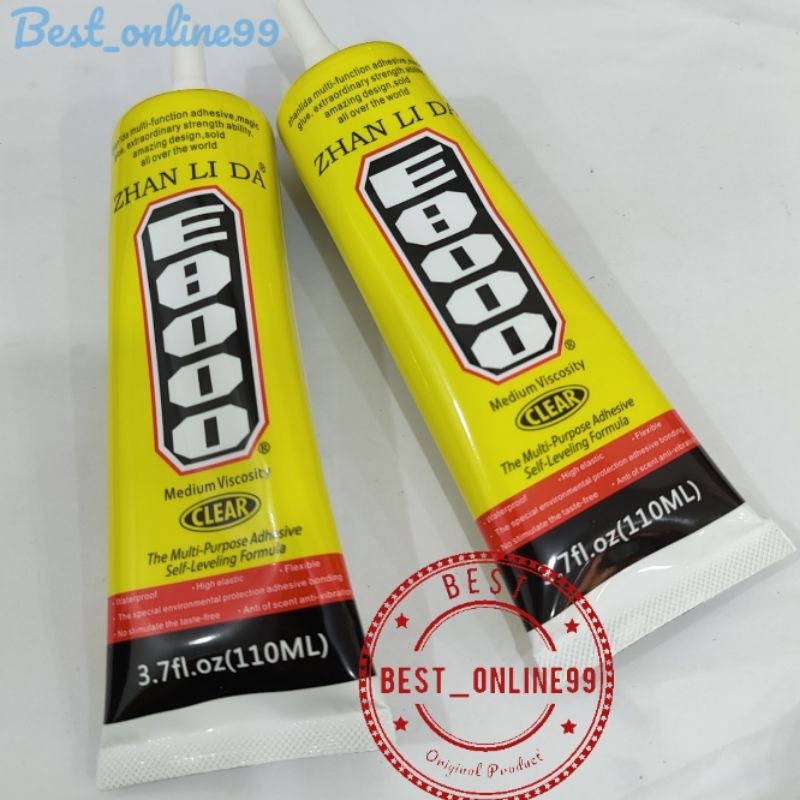 Best_online99
zhanlida multi-function adhesive,magic
glue, extraordinary strength ability,
amazing design,sold
all over the world
ZHAN LI DA®
E8000®
Medium Viscosity
CLEAR
The Multi-Purpose Adhesive
Self-Leveling Formula
· Waterproof · High elastic · Flexible
· The special environmental protection adhesive bonding
· No stimulate the taste-free · Anti of scent anti-vibration
3.7fl.oz(110ML)
zhanlida multi-function adhesive,magic
glue, extraordinary strength ability,
amazing design,sold
all over the world
ZHAN LI DA
E8000®
Medium Viscosity
CLEAR
The Multi-Purpose Adhesive
Self-Leveling Formula
· Waterproof · High elastic · Flexible
· The special environmental protection adhesive bonding
· No stimulate the taste-free · Anti of scent anti-vibration
7fl.oz(110ML)
BEST
BEST_ONLINE99
Original Product
BEST_ONLINE99